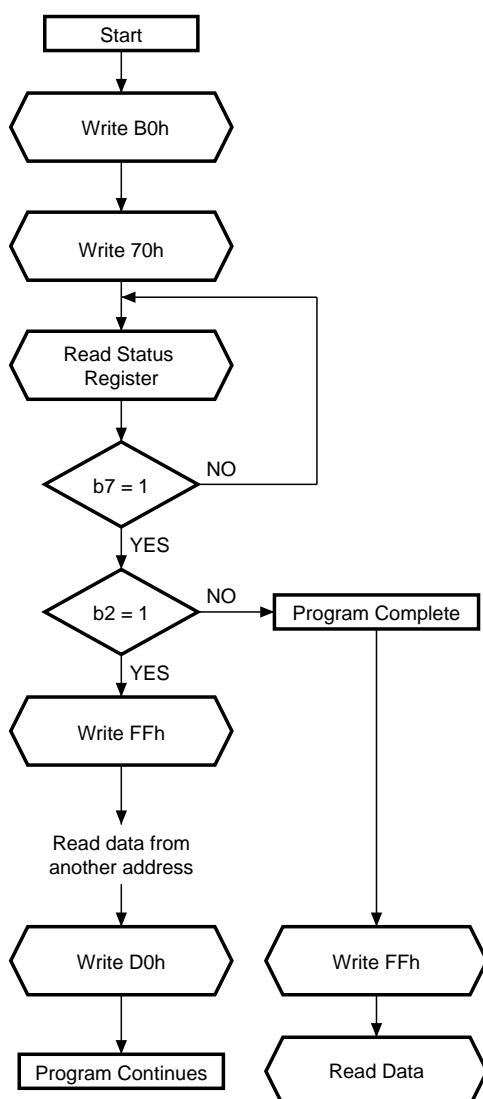 Start
Write B0h
Write 70h
Read Status
Register
NO
b7 = 1
YES
NO
b2 = 1
Program Complete
YES
Write FFh
Read data from
another address
Write D0h
Write FFh
Program Continues
Read Data